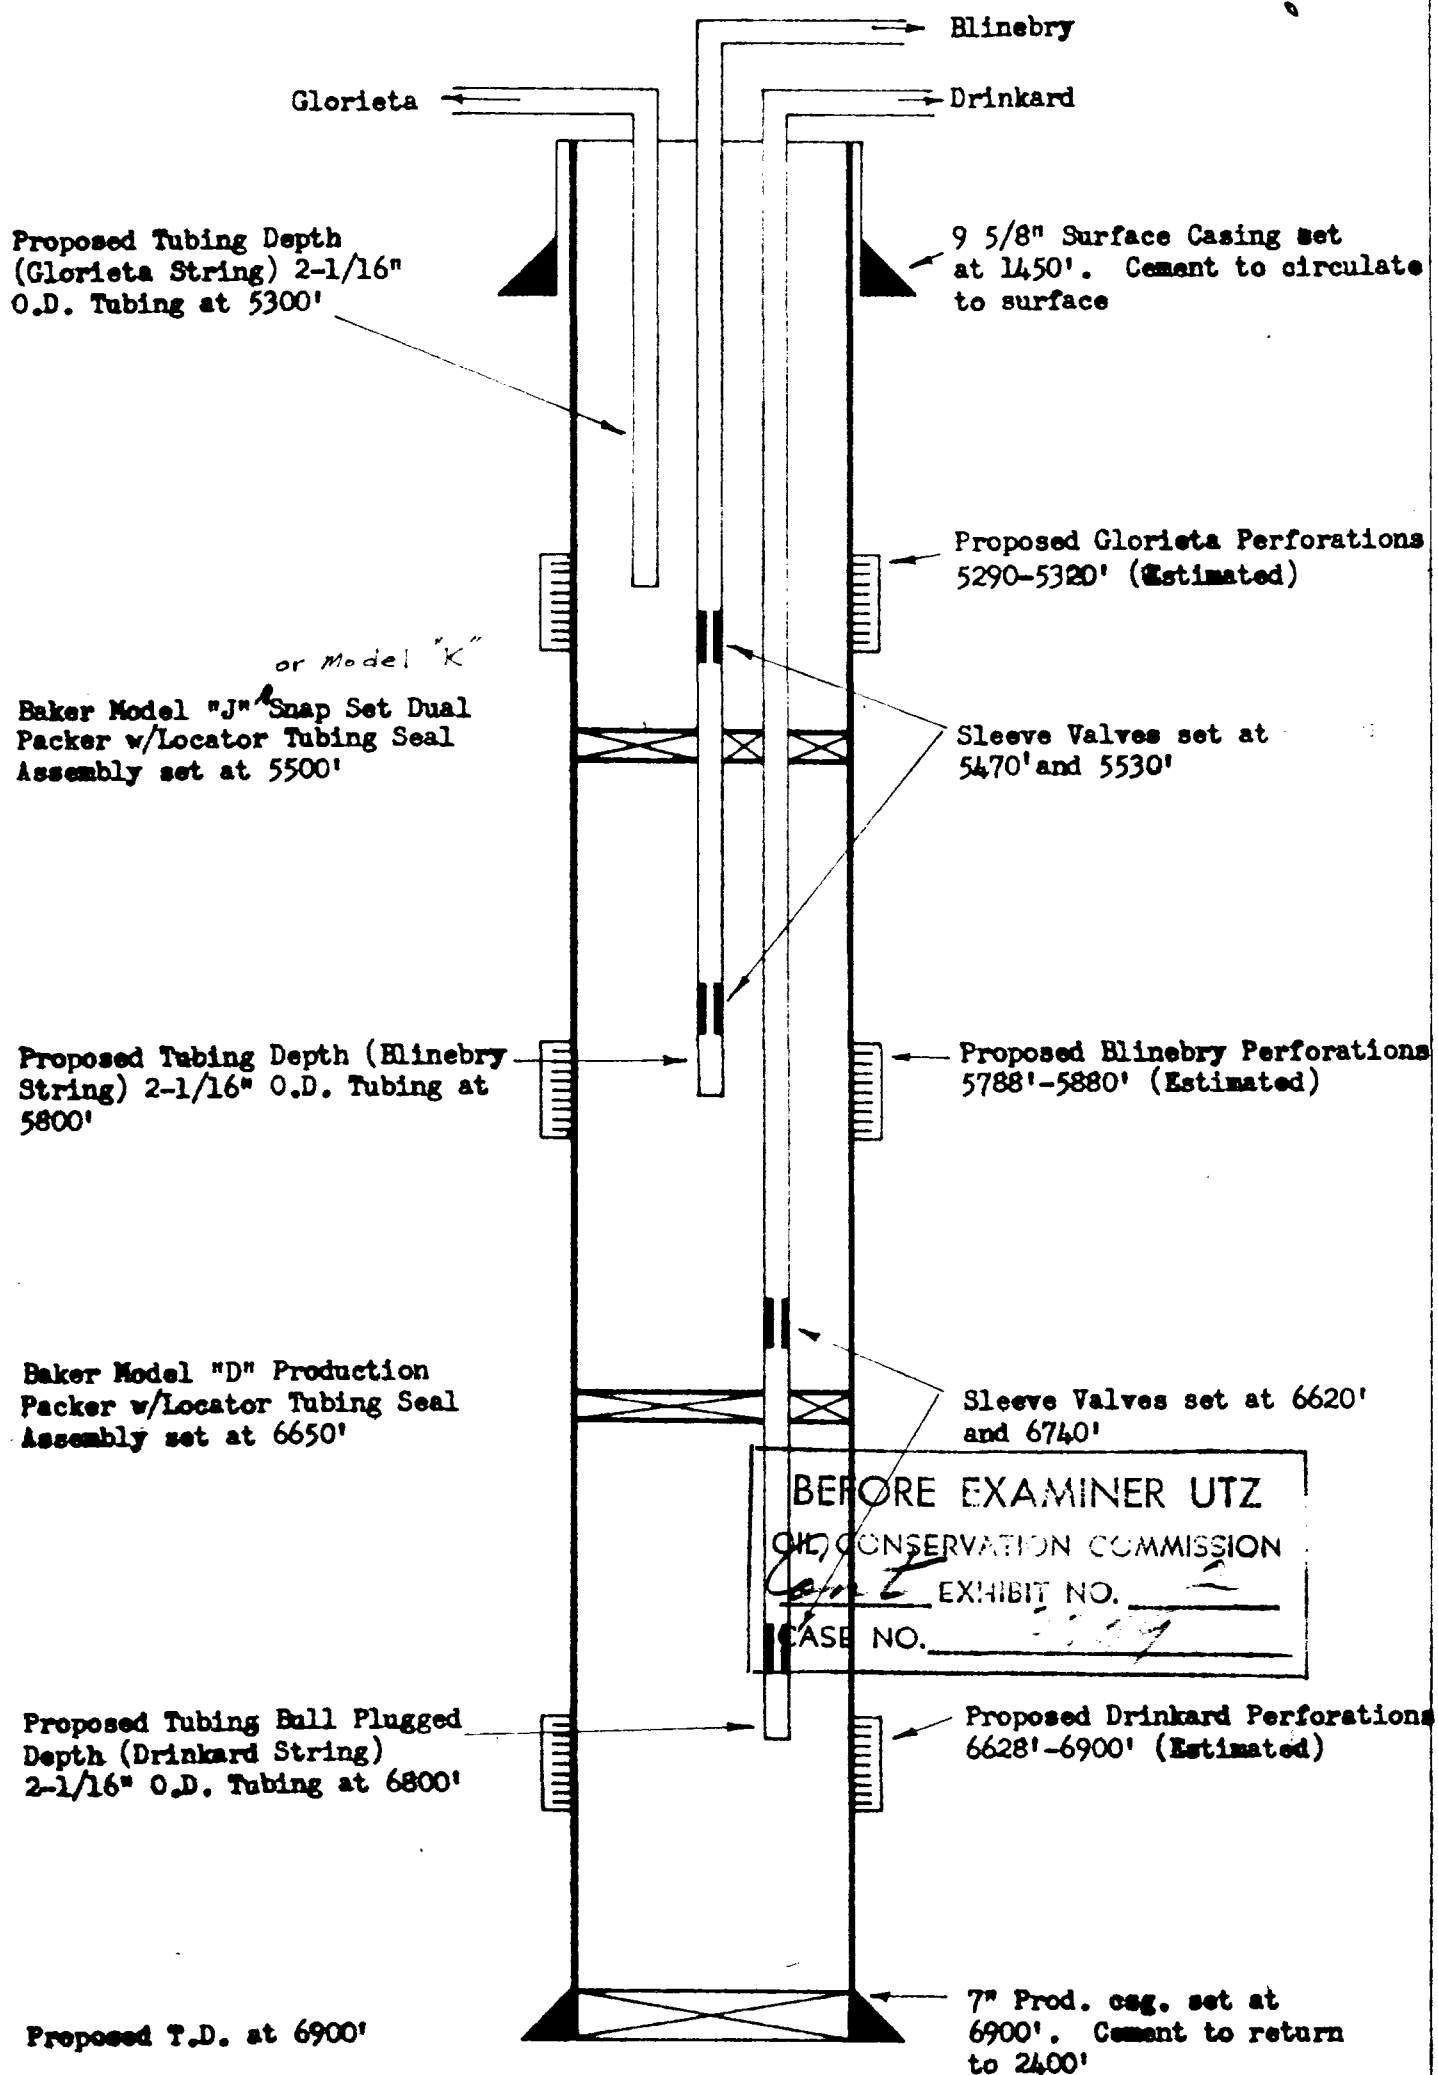 Blinebry
Glorieta
Drinkard
Proposed Tubing Depth
(Glorieta String) 2-1/16"
O.D. Tubing at 5300'
9 5/8" Surface Casing set
at 1450'. Cement to circulate
to surface
Proposed Glorieta Perforations
5290-5320' (Estimated)
or Model "K"
Baker Model "J" Snap Set Dual
Packer w/Locator Tubing Seal
Assembly set at 5500'
Sleeve Valves set at
5470' and 5530'
Proposed Tubing Depth (Blinebry
String) 2-1/16" O.D. Tubing at
5800'
Proposed Blinebry Perforations
5788'-5880' (Estimated)
Baker Model "D" Production
Packer w/Locator Tubing Seal
Assembly set at 6650'
Sleeve Valves set at 6620'
and 6740'
BEFORE EXAMINER UTZ
OIL CONSERVATION COMMISSION
EXHIBIT NO.
CASE NO.
Proposed Tubing Bull Plugged
Depth (Drinkard String)
2-1/16" O.D. Tubing at 6800'
Proposed Drinkard Perforations
6628'-6900' (Estimated)
Proposed T.D. at 6900'
7" Prod. csg. set at
6900'. Cement to return
to 2400'